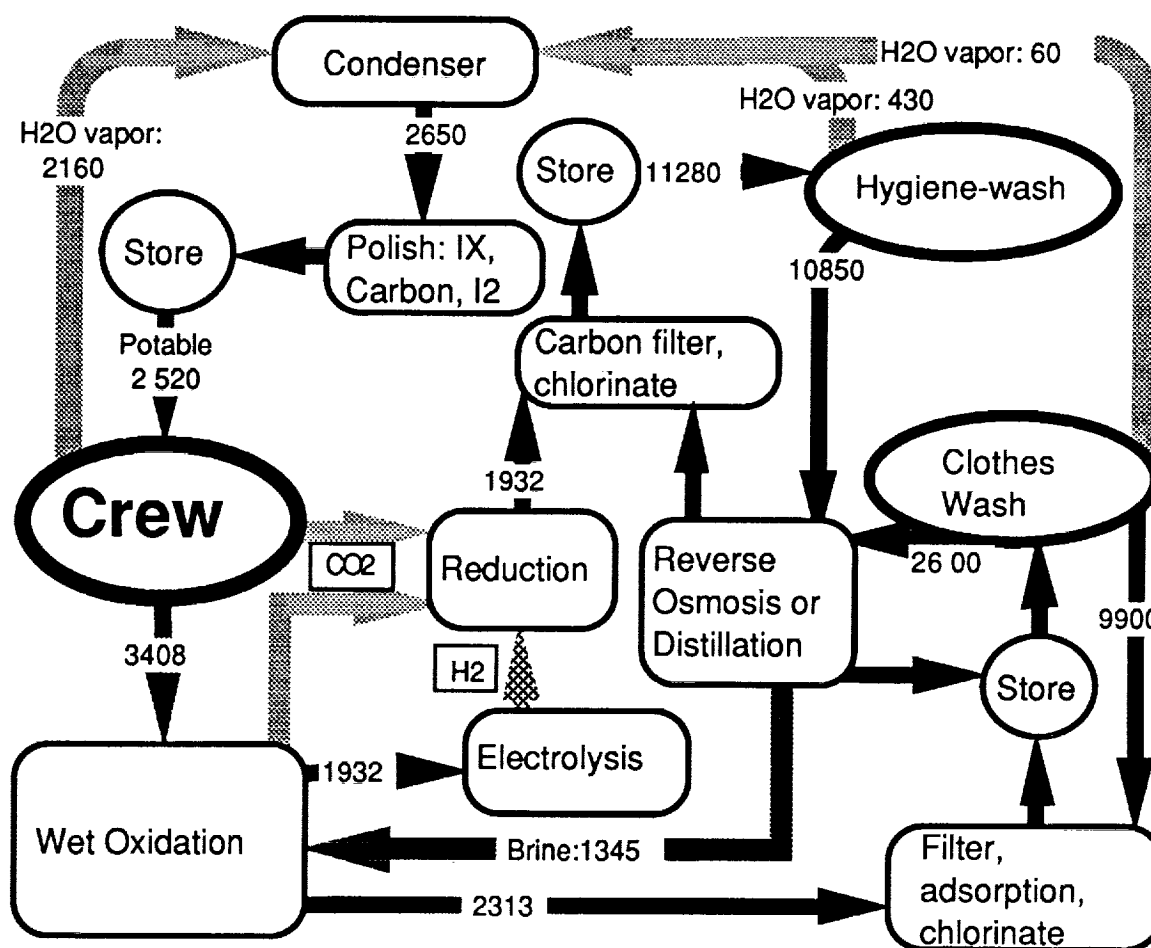 Condenser
H2O vapor: 60
H2O vapor: 430
H2O vapor:
2160
2650
Store
11280
Hygiene-wash
Store
Polish: IX,
Carbon, I2
10850
Potable
2 520
Carbon filter,
chlorinate
Crew
1932
Clothes
Wash
CO2
Reduction
Reverse
Osmosis or
Distillation
26 00
9900
3408
H2
Store
1932
Electrolysis
Wet Oxidation
Brine:1345
2313
Filter,
adsorption,
chlorinate